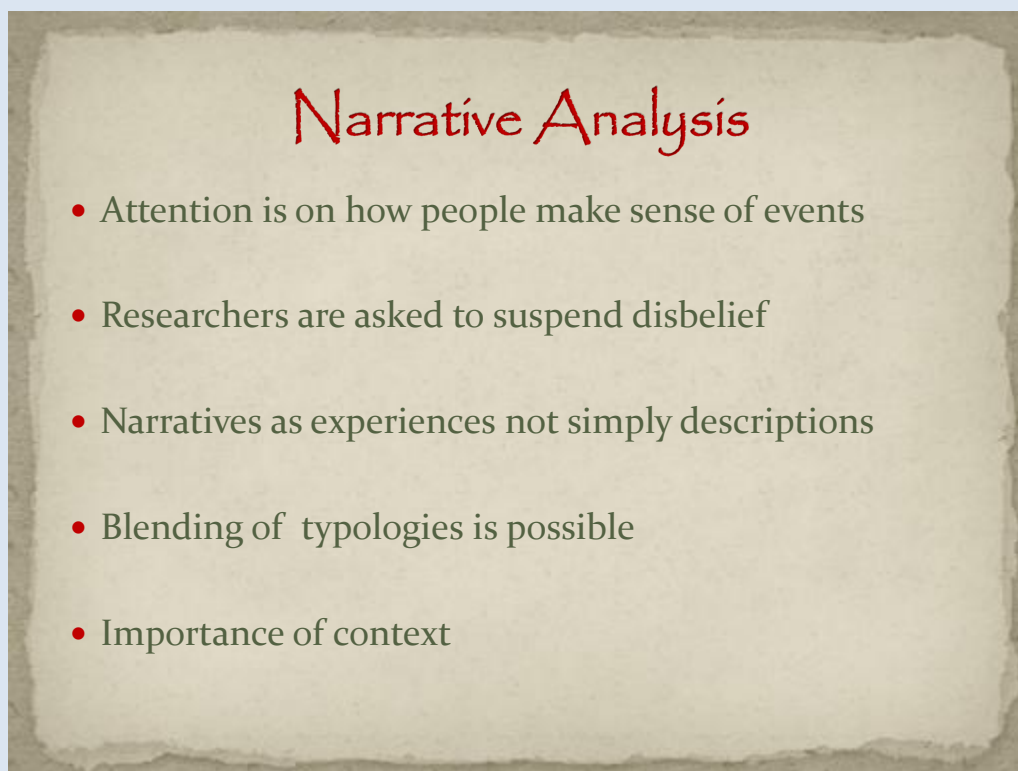 Narrative Analysis
• Attention is on how people make sense of events
• Researchers are asked to suspend disbelief
• Narratives as experiences not simply descriptions
• Blending of  typologies is possible
• Importance of context